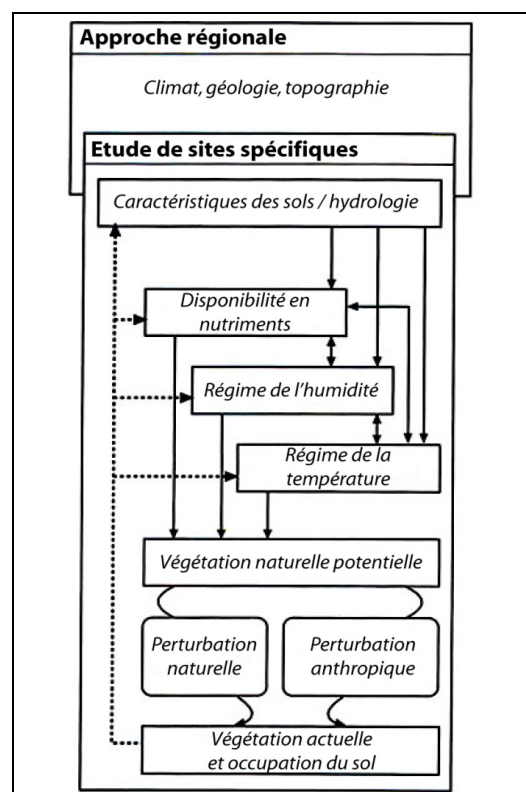 Approche régionale
Climat, géologie, topographie
Etude de sites spécifiques
Caractéristiques des sols / hydrologie
Disponibilité en
nutriments
Régime de l'humidité
Régime de la
température
Végétation naturelle potentielle
Perturbation
naturelle
Perturbation
anthropique
Végétation actuelle
et occupation du sol